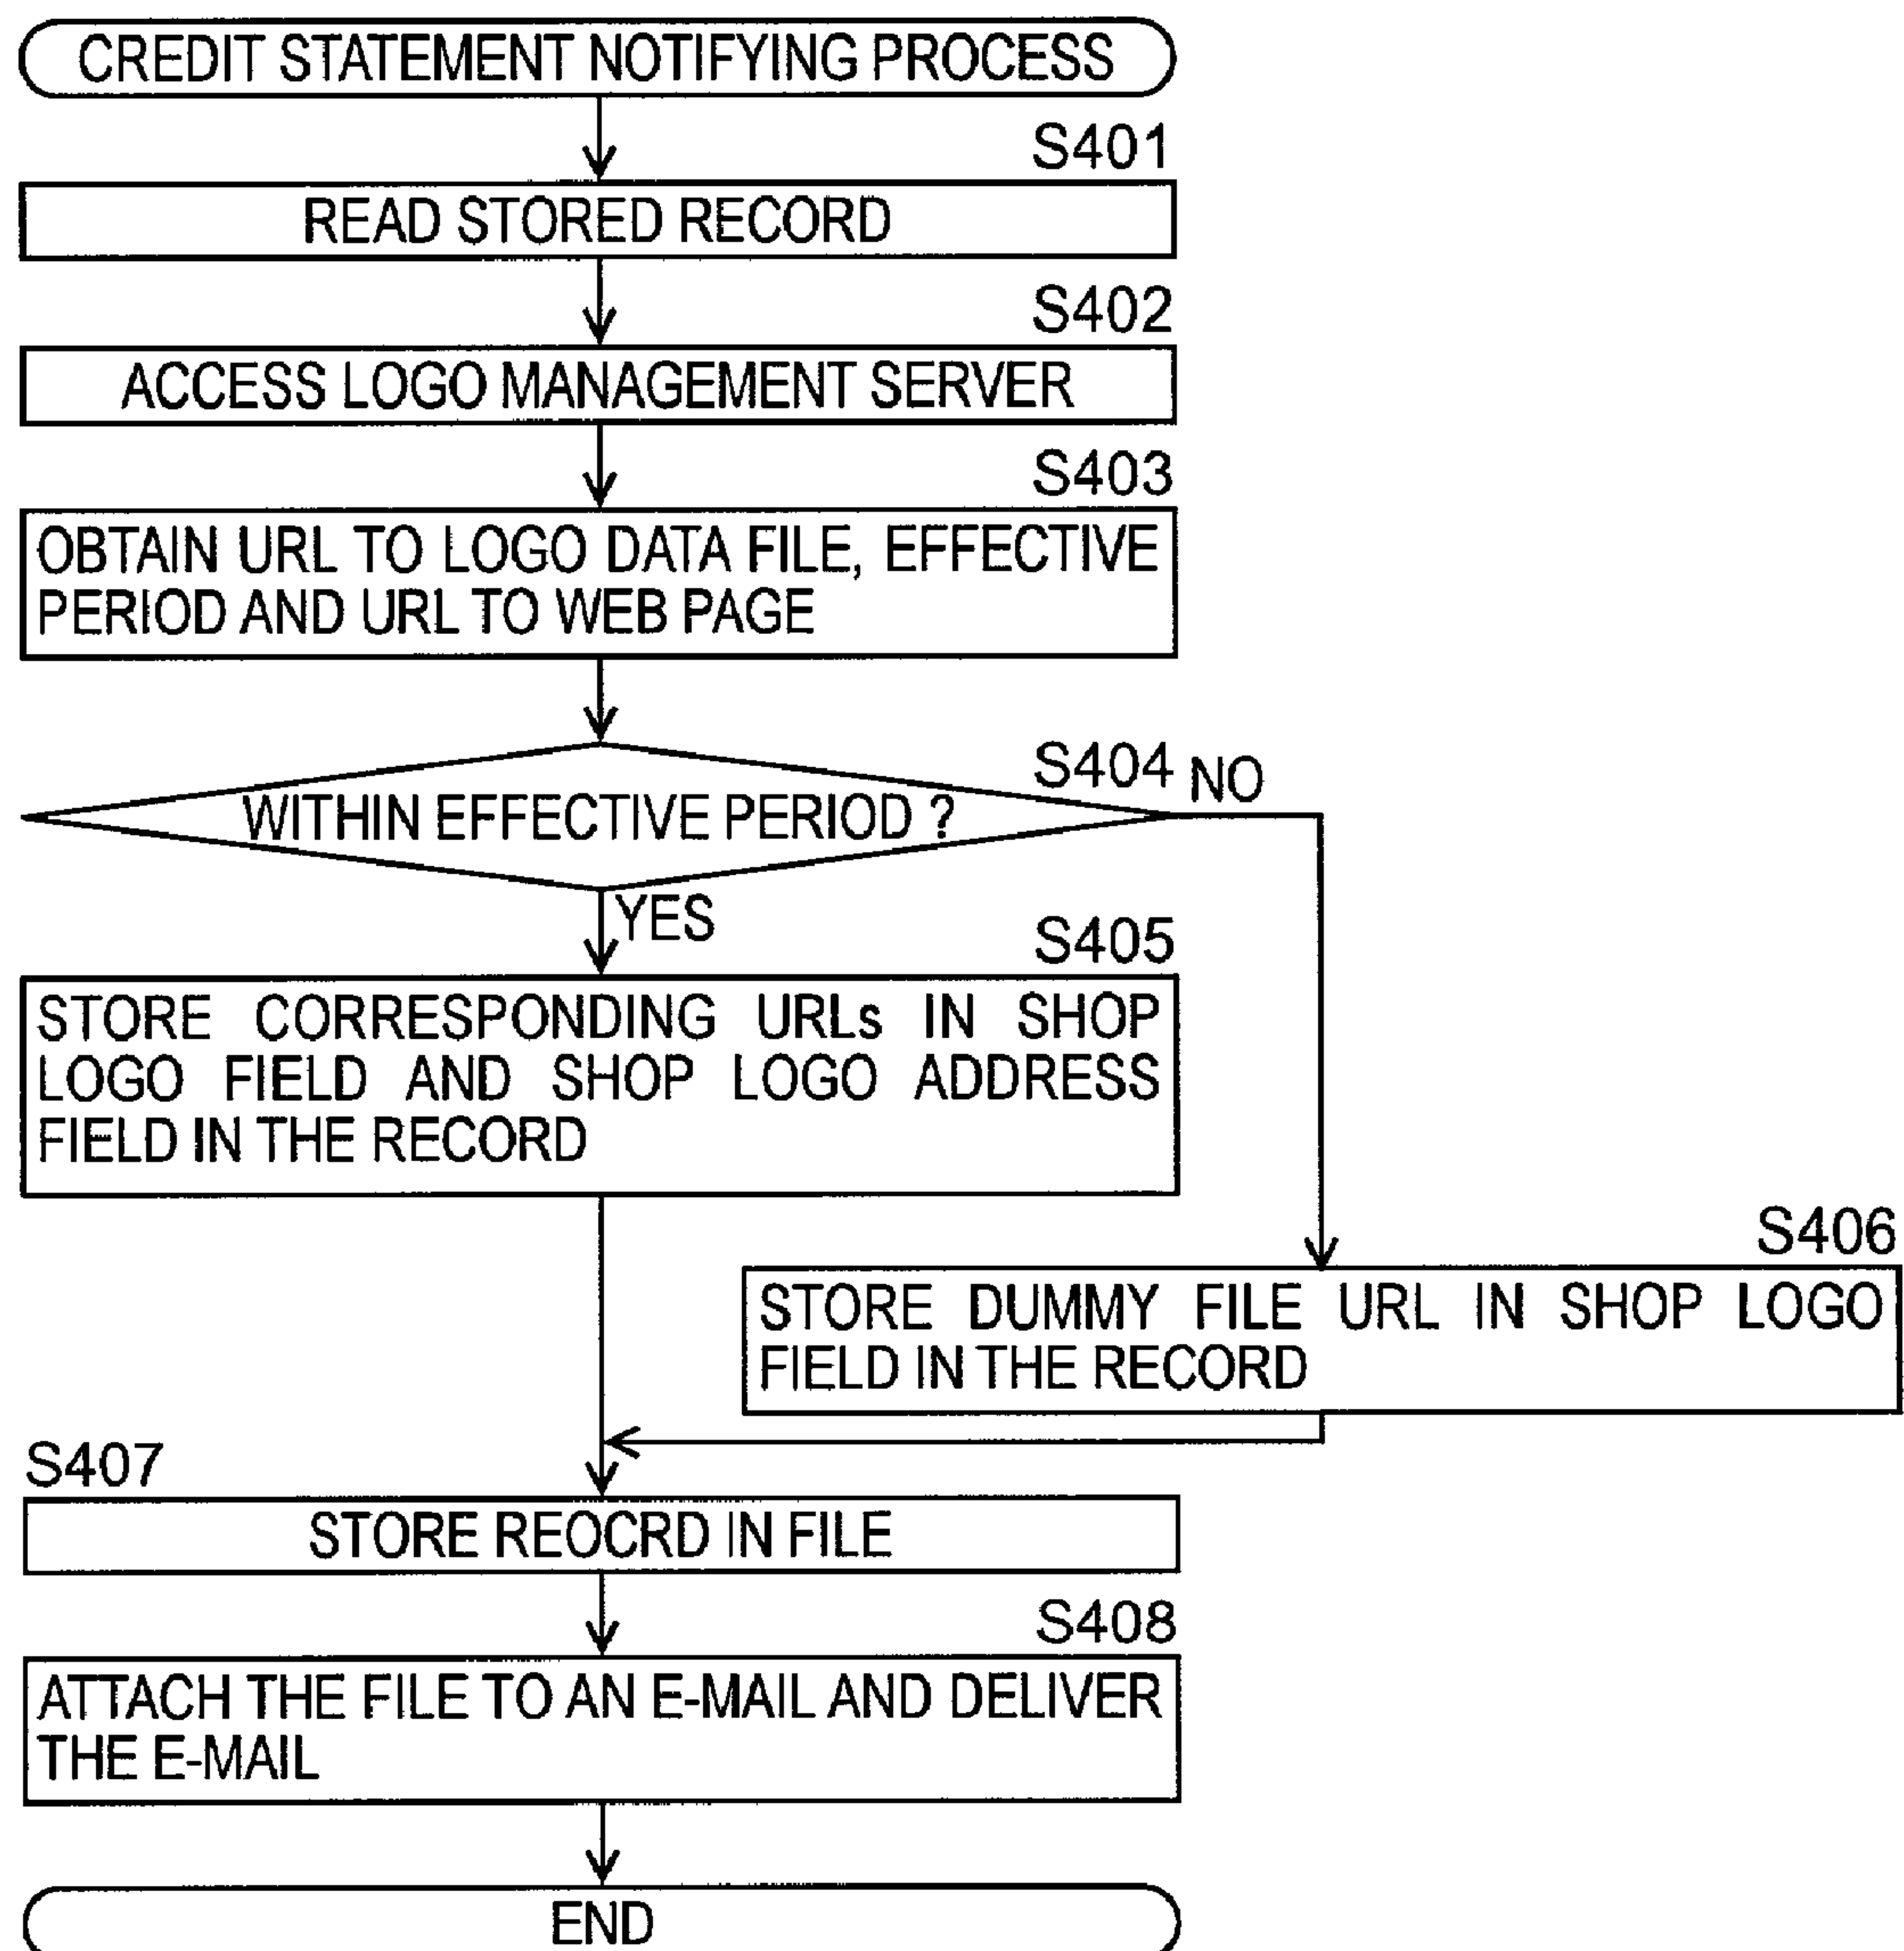 CREDIT STATEMENT NOTIFYING PROCESS
S401
READ STORED RECORD
S402
ACCESS LOGO MANAGEMENT SERVER
S403
OBTAIN URL TO LOGO DATA FILE, EFFECTIVE
PERIOD AND URL TO WEB PAGE
S404
NO
WITHIN EFFECTIVE PERIOD ?
YES
S405
STORE CORRESPONDING URLs IN SHOP
LOGO FIELD AND SHOP LOGO ADDRESS
FIELD IN THE RECORD
S406
STORE DUMMY FILE URL IN SHOP LOGO
FIELD IN THE RECORD
S407
STORE REOCRD IN FILE
S408
ATTACH THE FILE TO AN E-MAIL AND DELIVER
THE E-MAIL
END